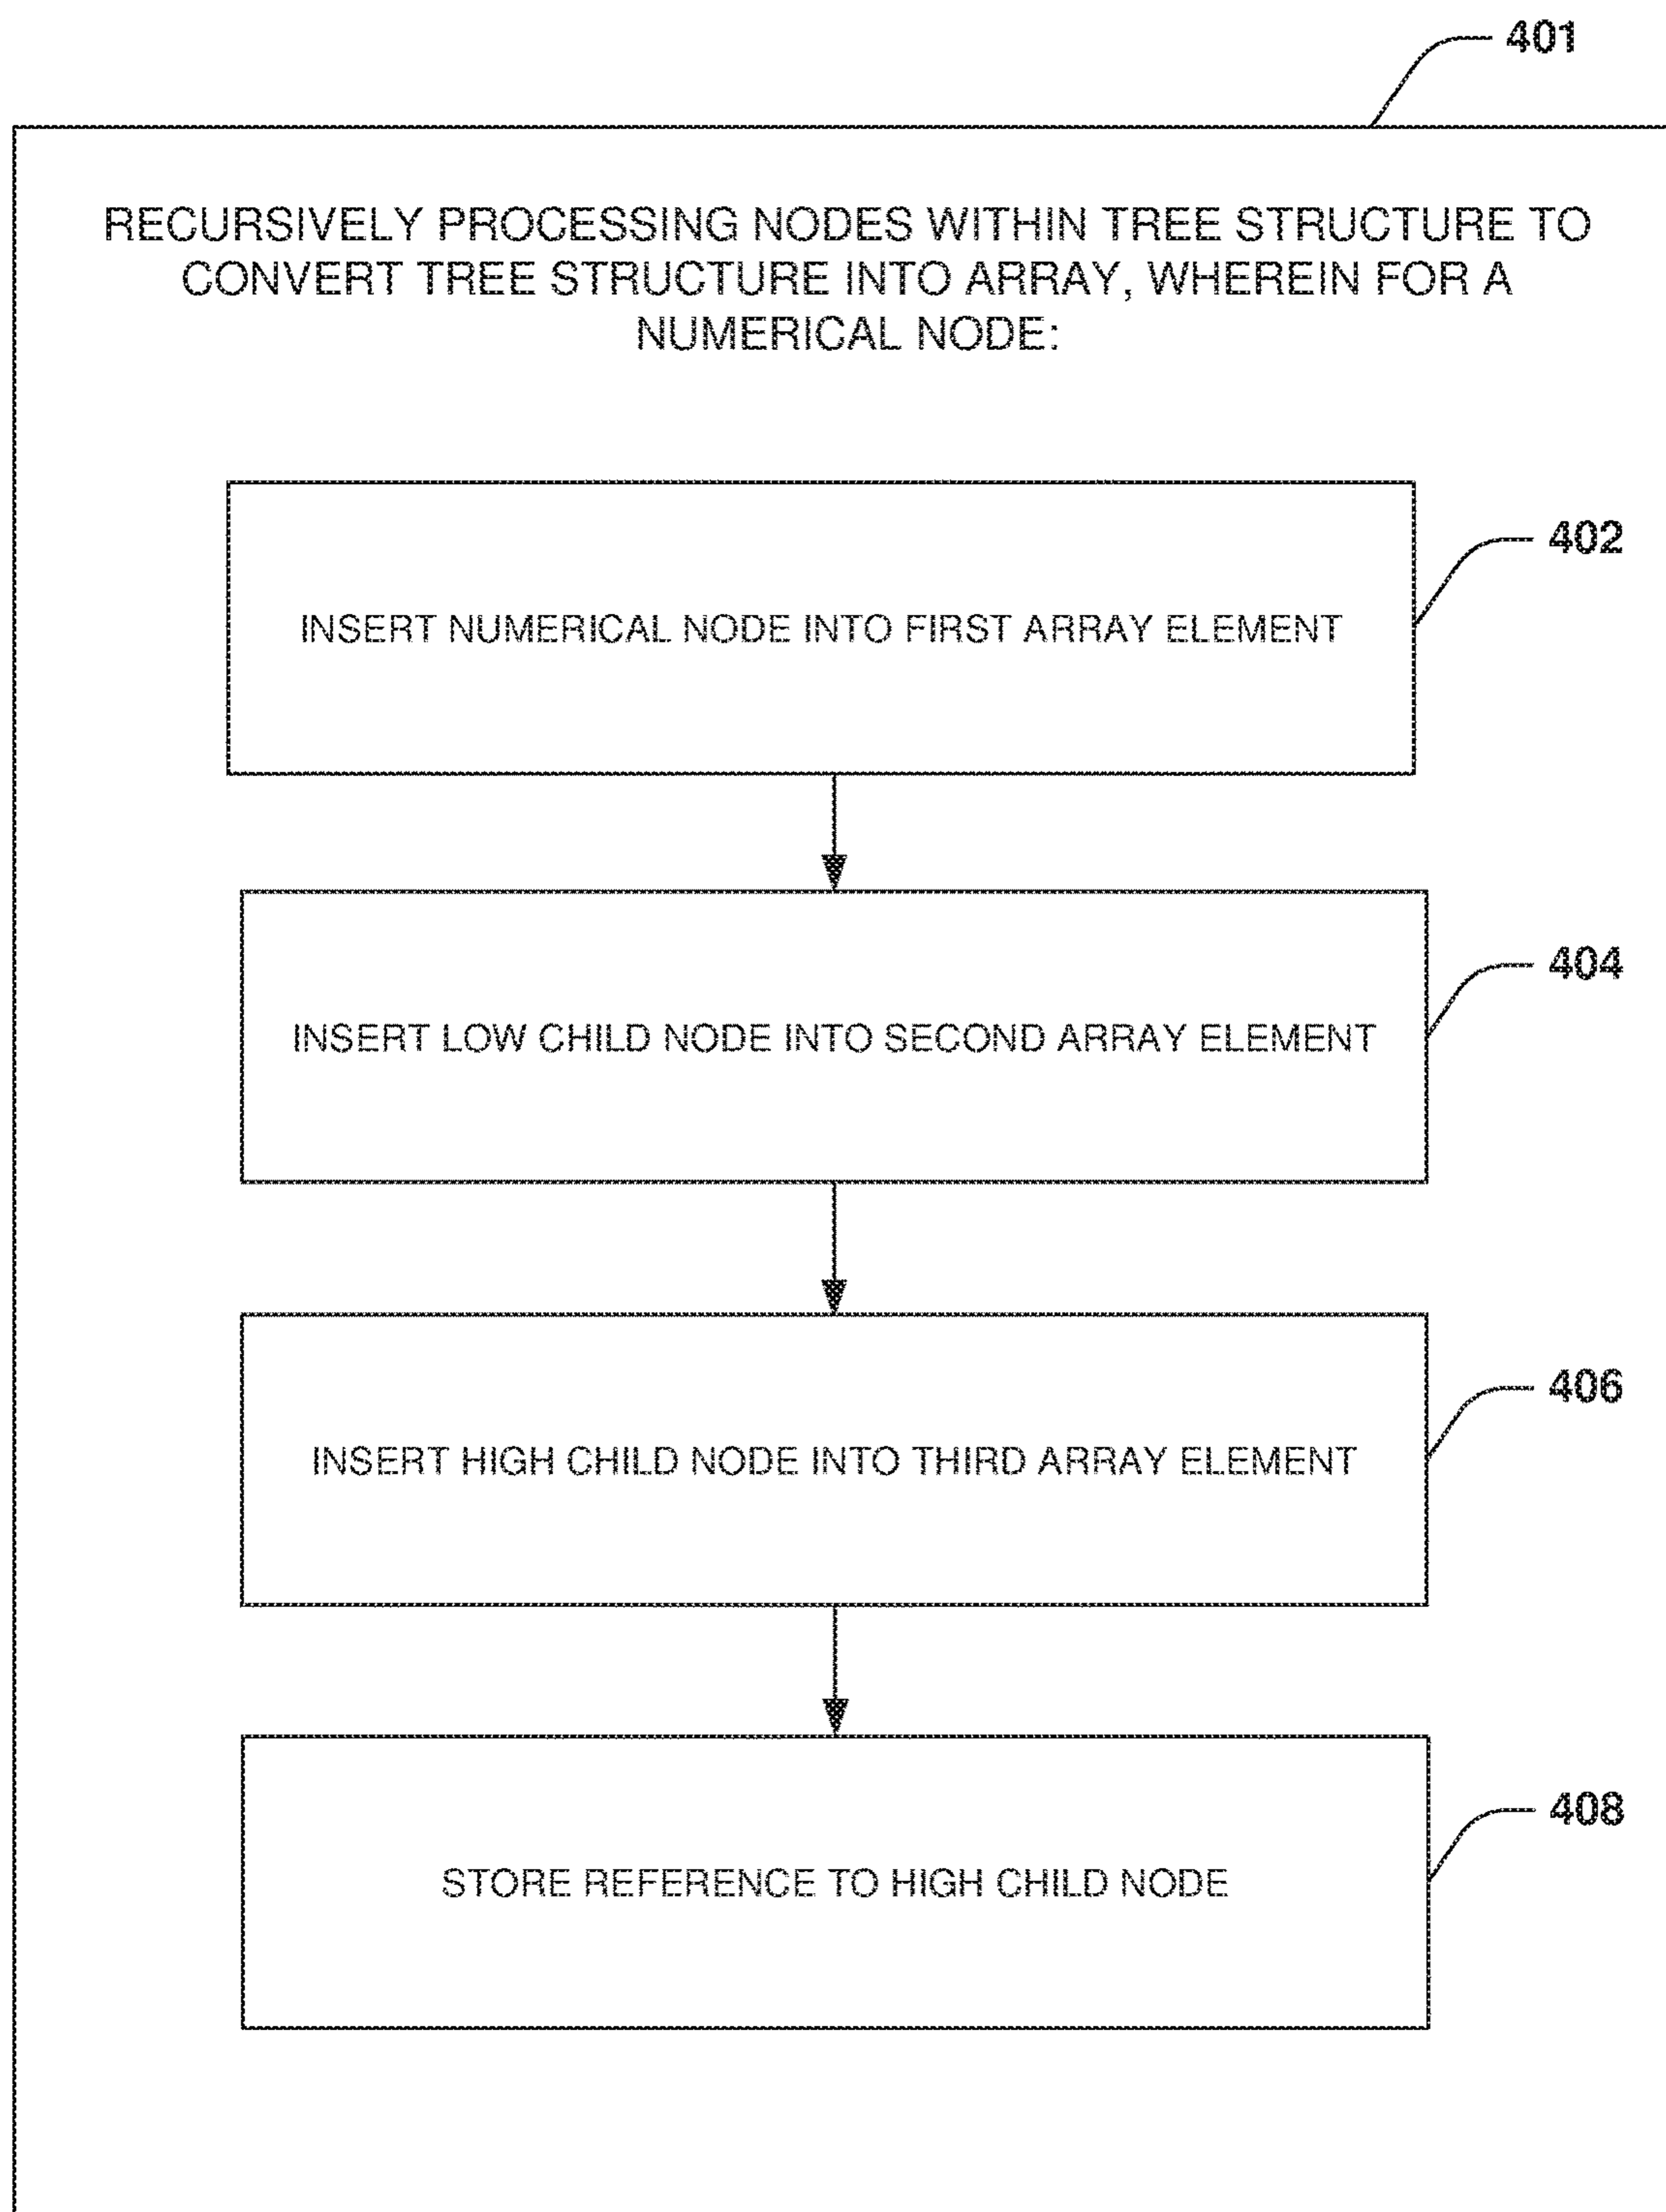 401
RECURSIVELY PROCESSING NODES WITHIN TREE STRUCTURE TO
CONVERT TREE STRUCTURE INTO ARRAY, WHEREIN FOR A
NUMERICAL NODE:
402
INSERT NUMERICAL NODE INTO FIRST ARRAY ELEMENT
404
INSERT LOW CHILD NODE INTO SECOND ARRAY ELEMENT
406
INSERT HIGH CHILD NODE INTO THIRD ARRAY ELEMENT
408
STORE REFERENCE TO HIGH CHILD NODE